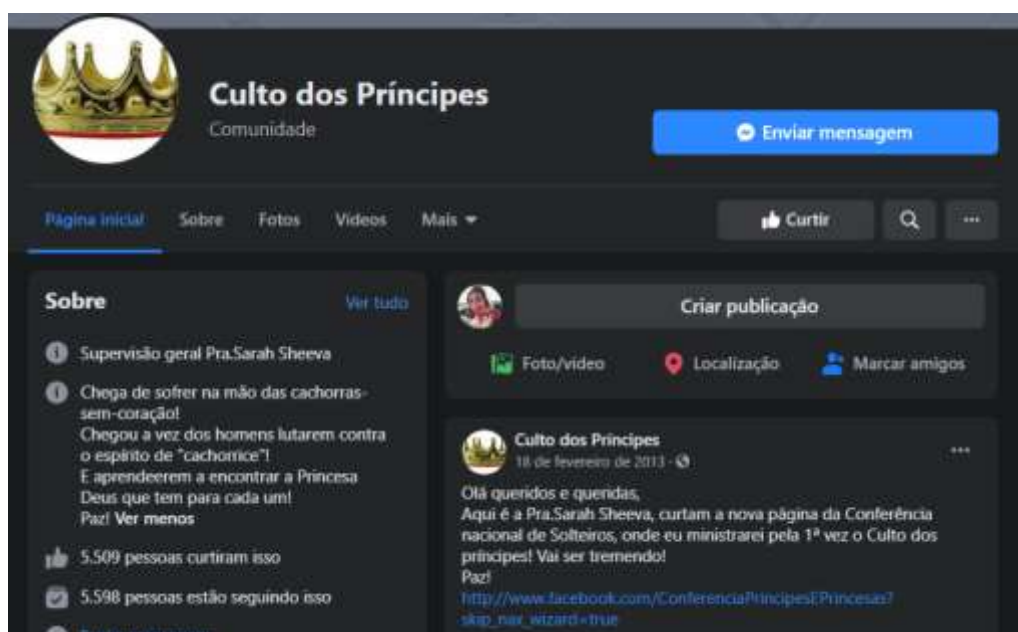 Culto dos Príncipes
Comunidade
Enviar mensagem
Página inicial
Sobre
Fotos
Vídeos
Mais
Curtir
Sobre
Ver tudo
Supervisão geral Pra.Sarah Sheeva
Chega de sofrer na mão das cachorras-
sem-coração!
Chegou a vez dos homens lutarem contra
o espírito de "cachorrice"!
E aprendeerem a encontrar a Princesa
Deus que tem para cada um!
Paz! Ver menos
5.509 pessoas curtiram isso
5.598 pessoas estão seguindo isso
Criar publicação
Foto/vídeo
Localização
Marcar amigos
Culto dos Príncipes
18 de fevereiro de 2013 ·
Olá queridos e queridas,
Aqui é a Pra.Sarah Sheeva, curtam a nova página da Conferência
nacional de Solteiros, onde eu ministrarei pela 1ª vez o Culto dos
príncipes! Vai ser tremendo!
Paz!
http://www.facebook.com/ConferenciaPrincipesEPrincesas?
skip_nax_wizard=true